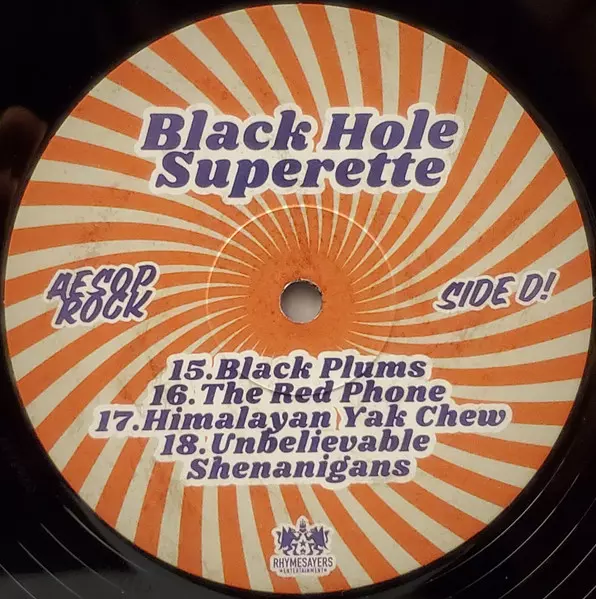 Black Hole
Superette
AESOP
ROCK
SIDE D!
15.Black Plums
16.The Red Phone
17.Himalayan Yak Chew
18.Unbelievable
Shenanigans
RHYMESAYERS
ENTERTAINMENT